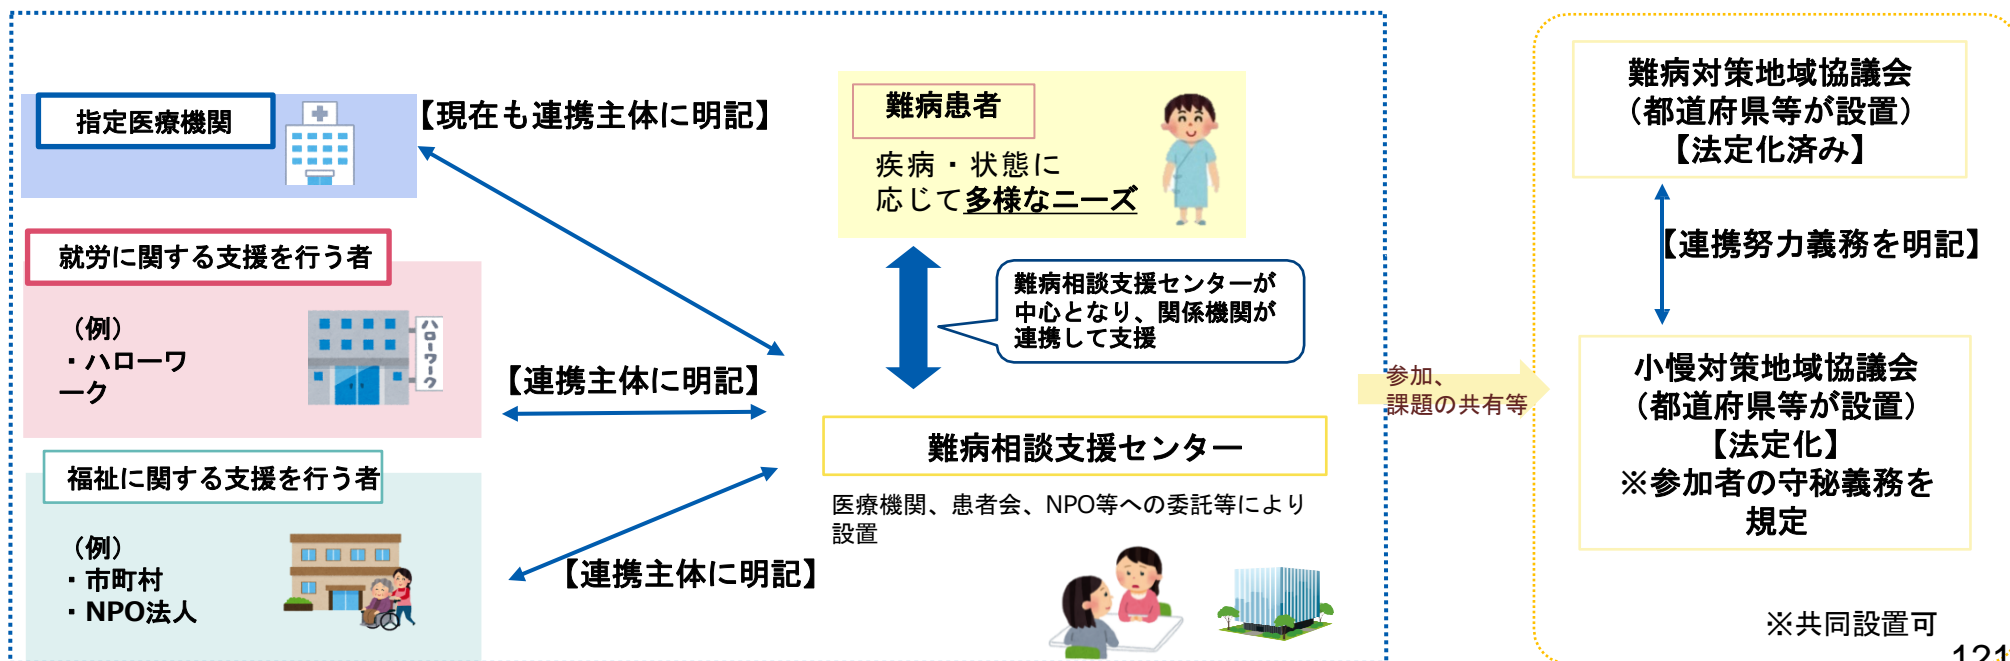 指定医療機関
【現在も連携主体に明記】
就労に関する支援を行う者
（例）
・ハローワ
ーク
ハローワーク
【連携主体に明記】
福祉に関する支援を行う者
（例）
・市町村
・NPO法人
【連携主体に明記】
難病患者
疾病・状態に
応じて多様なニーズ
難病相談支援センターが
中心となり、関係機関が
連携して支援
難病相談支援センター
医療機関、患者会、NPO等への委託等により
設置
参加、
課題の共有等
難病対策地域協議会
（都道府県等が設置）
【法定化済み】
【連携努力義務を明記】
小慢対策地域協議会
（都道府県等が設置）
【法定化】
※参加者の守秘義務を
規定
※共同設置可
121